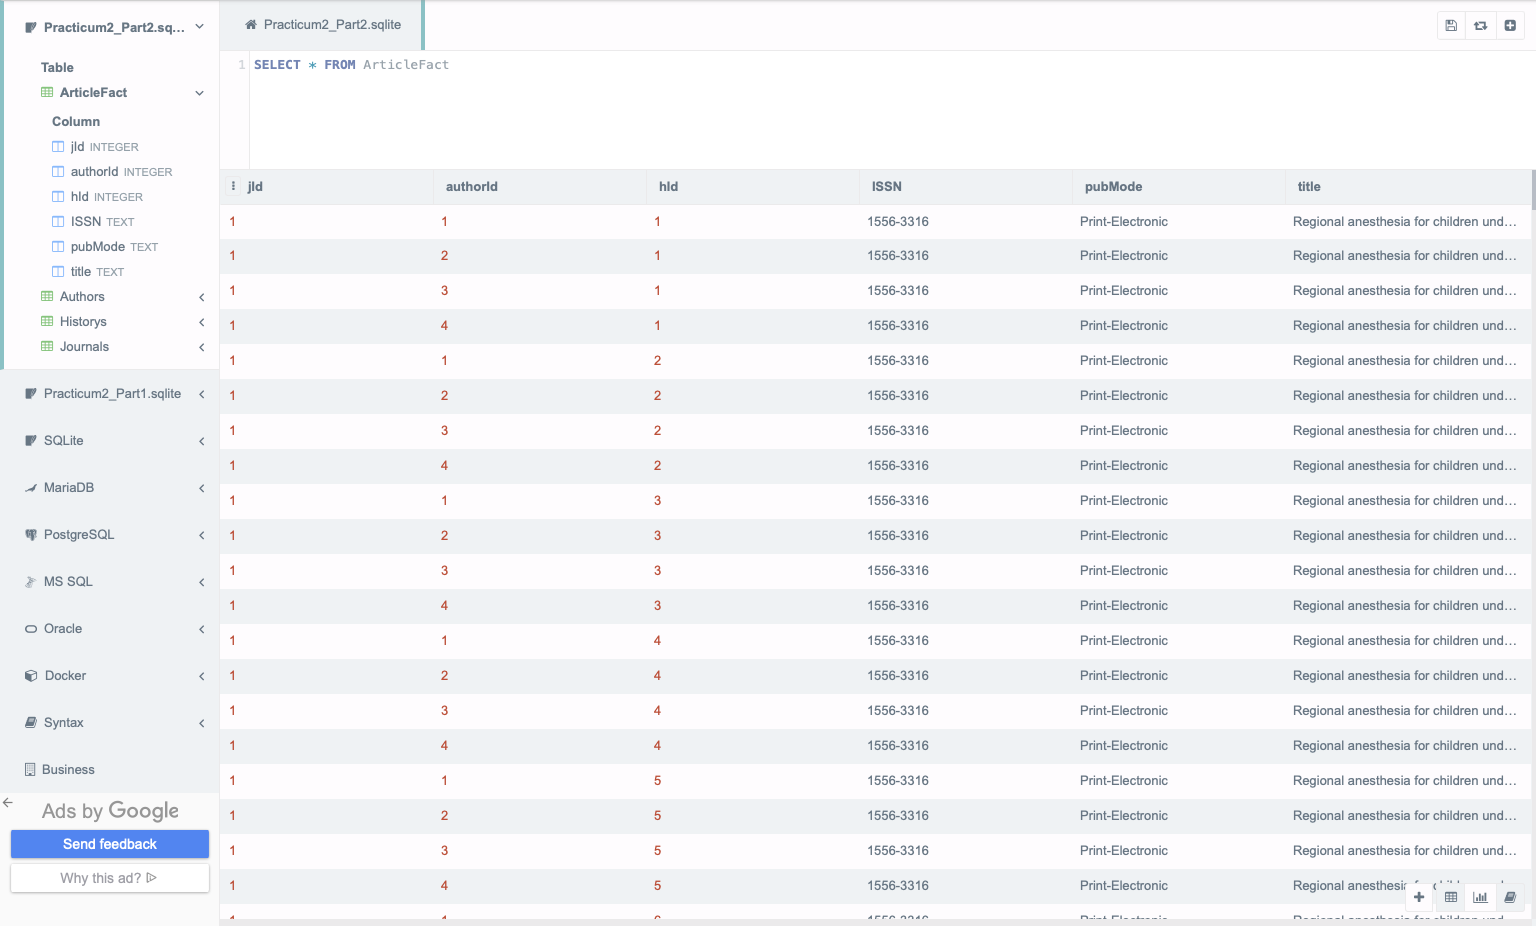 Practicum2_Part2.sq...
Table
ArticleFact
Column
jId INTEGER
authorId INTEGER
hId INTEGER
ISSN TEXT
pubMode TEXT
title TEXT
Authors
Historys
Journals
Practicum2_Part1.sqlite
SQLite
MariaDB
PostgreSQL
MS SQL
Oracle
Docker
Syntax
Business
Ads by Google
Send feedback
Why this ad?
Practicum2_Part2.sqlite
1 SELECT * FROM ArticleFact
jId authorId hId ISSN pubMode title
1 1 1 1556-3316 Print-Electronic Regional anesthesia for children und...
1 2 1 1556-3316 Print-Electronic Regional anesthesia for children und...
1 3 1 1556-3316 Print-Electronic Regional anesthesia for children und...
1 4 1 1556-3316 Print-Electronic Regional anesthesia for children und...
1 1 2 1556-3316 Print-Electronic Regional anesthesia for children und...
1 2 2 1556-3316 Print-Electronic Regional anesthesia for children und...
1 3 2 1556-3316 Print-Electronic Regional anesthesia for children und...
1 4 2 1556-3316 Print-Electronic Regional anesthesia for children und...
1 1 3 1556-3316 Print-Electronic Regional anesthesia for children und...
1 2 3 1556-3316 Print-Electronic Regional anesthesia for children und...
1 3 3 1556-3316 Print-Electronic Regional anesthesia for children und...
1 4 3 1556-3316 Print-Electronic Regional anesthesia for children und...
1 1 4 1556-3316 Print-Electronic Regional anesthesia for children und...
1 2 4 1556-3316 Print-Electronic Regional anesthesia for children und...
1 3 4 1556-3316 Print-Electronic Regional anesthesia for children und...
1 4 4 1556-3316 Print-Electronic Regional anesthesia for children und...
1 1 5 1556-3316 Print-Electronic Regional anesthesia for children und...
1 2 5 1556-3316 Print-Electronic Regional anesthesia for children und...
1 3 5 1556-3316 Print-Electronic Regional anesthesia for children und...
1 4 5 1556-3316 Print-Electronic Regional anesthesia